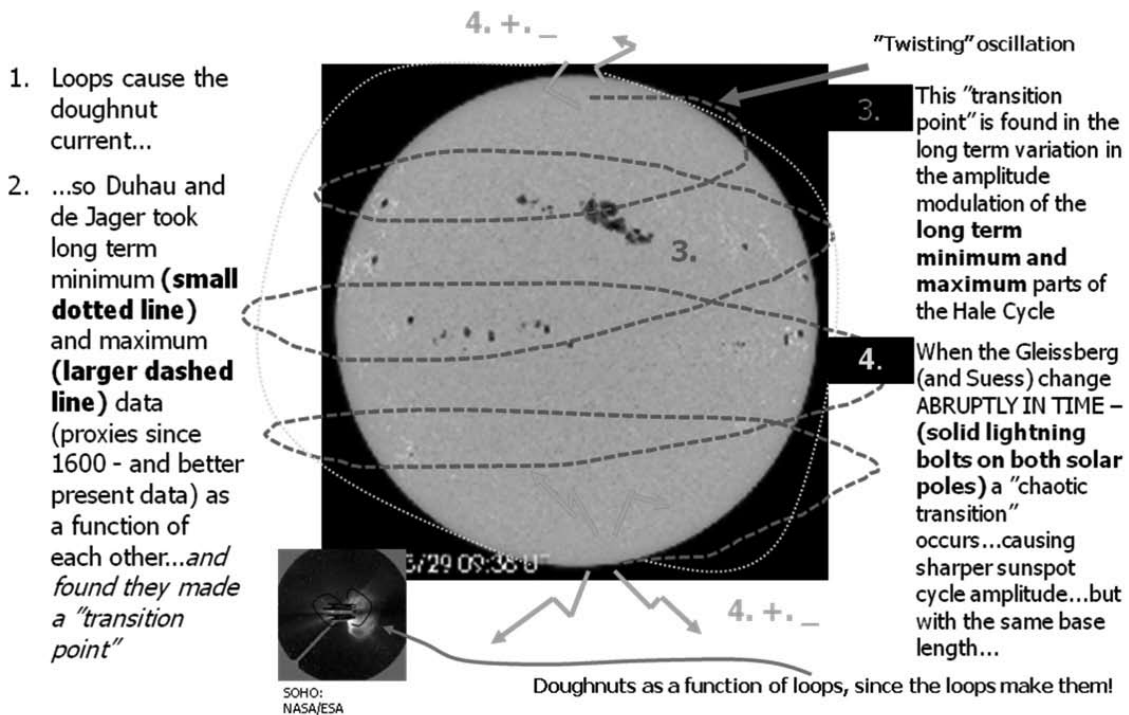 4. +. _
"Twisting" oscillation
1. Loops cause the
doughnut
current...
2. ...so Duhau and
de Jager took
long term
minimum (small
dotted line)
and maximum
(larger dashed
line) data
(proxies since
1600 - and better
present data) as
a function of
each other...and
found they made
a "transition
point"
3.
3.
This "transition
point" is found in the
long term variation in
the amplitude
modulation of the
long term
minimum and
maximum parts of
the Hale Cycle
4.
When the Gleissberg
(and Suess) change
ABRUPTLY IN TIME –
(solid lightning
bolts on both solar
poles) a "chaotic
transition"
occurs...causing
sharper sunspot
cycle amplitude...but
with the same base
length...
/29 09:38 U
4. +. _
SOHO:
NASA/ESA
Doughnuts as a function of loops, since the loops make them!